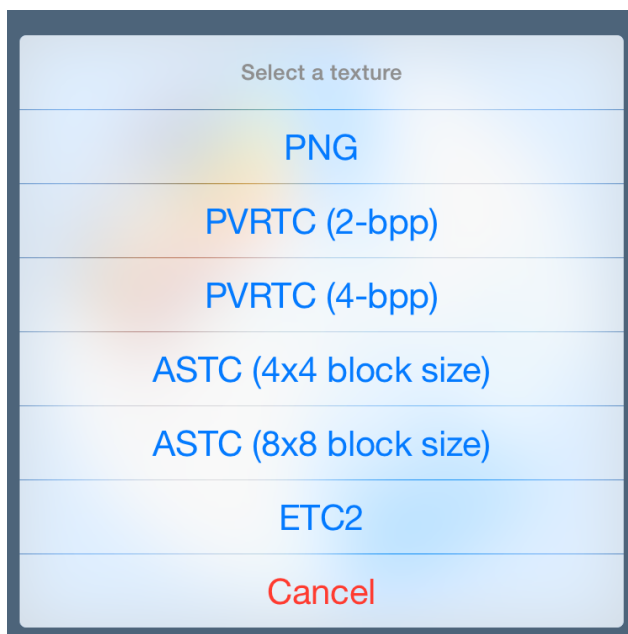 Select a texture
PNG
PVRTC (2-bpp)
PVRTC (4-bpp)
ASTC (4x4 block size)
ASTC (8x8 block size)
ETC2
Cancel